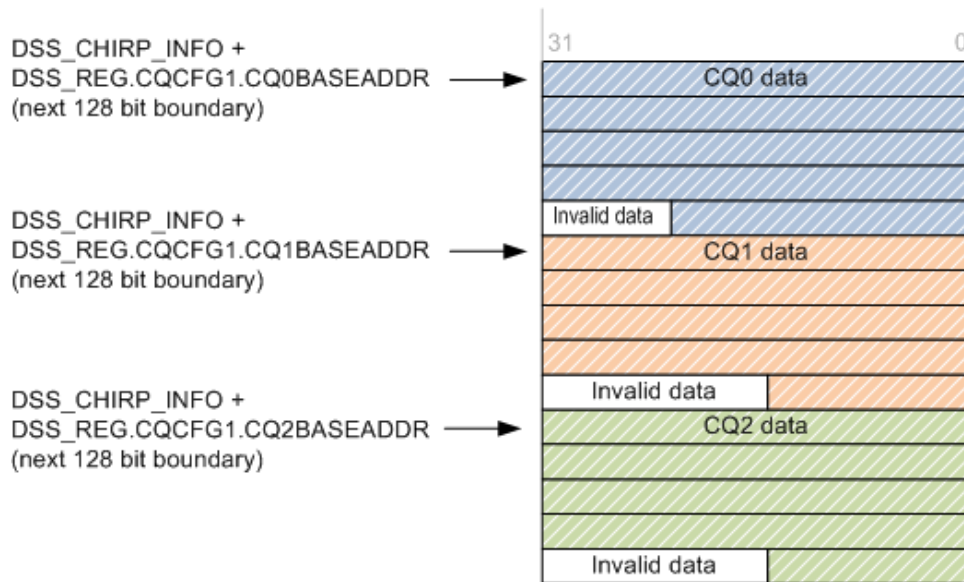 31
0
DSS_CHIRP_INFO +
DSS_REG.CQCFG1.CQ0BASEADDR
(next 128 bit boundary)
CQ0 data
Invalid data
DSS_CHIRP_INFO +
DSS_REG.CQCFG1.CQ1BASEADDR
(next 128 bit boundary)
CQ1 data
Invalid data
DSS_CHIRP_INFO +
DSS_REG.CQCFG1.CQ2BASEADDR
(next 128 bit boundary)
CQ2 data
Invalid data